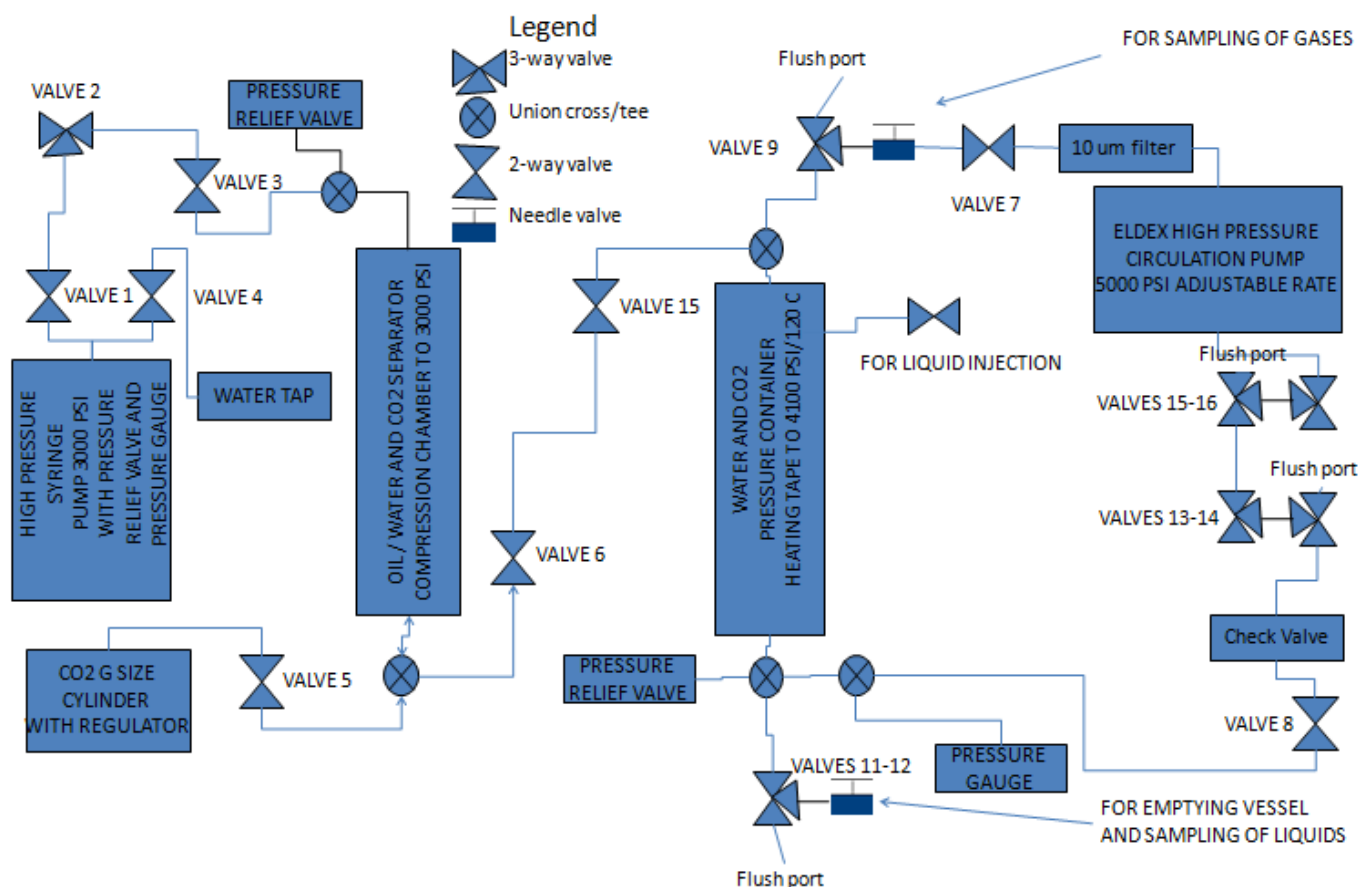 Legend
3-way valve
Union cross/tee
2-way valve
Needle valve
VALVE 2
PRESSURE
RELIEF VALVE
VALVE 3
VALVE 1
VALVE 4
HIGH PRESSURE
SYRINGE
PUMP 3000 PSI
WITH PRESSURE
RELIEF VALVE AND
PRESSURE GAUGE
WATER TAP
OIL / WATER AND CO2 SEPARATOR
COMPRESSION CHAMBER TO 3000 PSI
CO2 G SIZE
CYLINDER
WITH REGULATOR
VALVE 5
VALVE 6
VALVE 15
Flush port
VALVE 9
FOR SAMPLING OF GASES
VALVE 7
10 um filter
ELDEX HIGH PRESSURE
CIRCULATION PUMP
5000 PSI ADJUSTABLE RATE
WATER AND CO2
PRESSURE CONTAINER
HEATING TAPE TO 4100 PSI/120 C
FOR LIQUID INJECTION
Flush port
VALVES 15-16
Flush port
VALVES 13-14
Check Valve
VALVE 8
PRESSURE
RELIEF VALVE
PRESSURE
GAUGE
VALVES 11-12
FOR EMPTYING VESSEL
AND SAMPLING OF LIQUIDS
Flush port